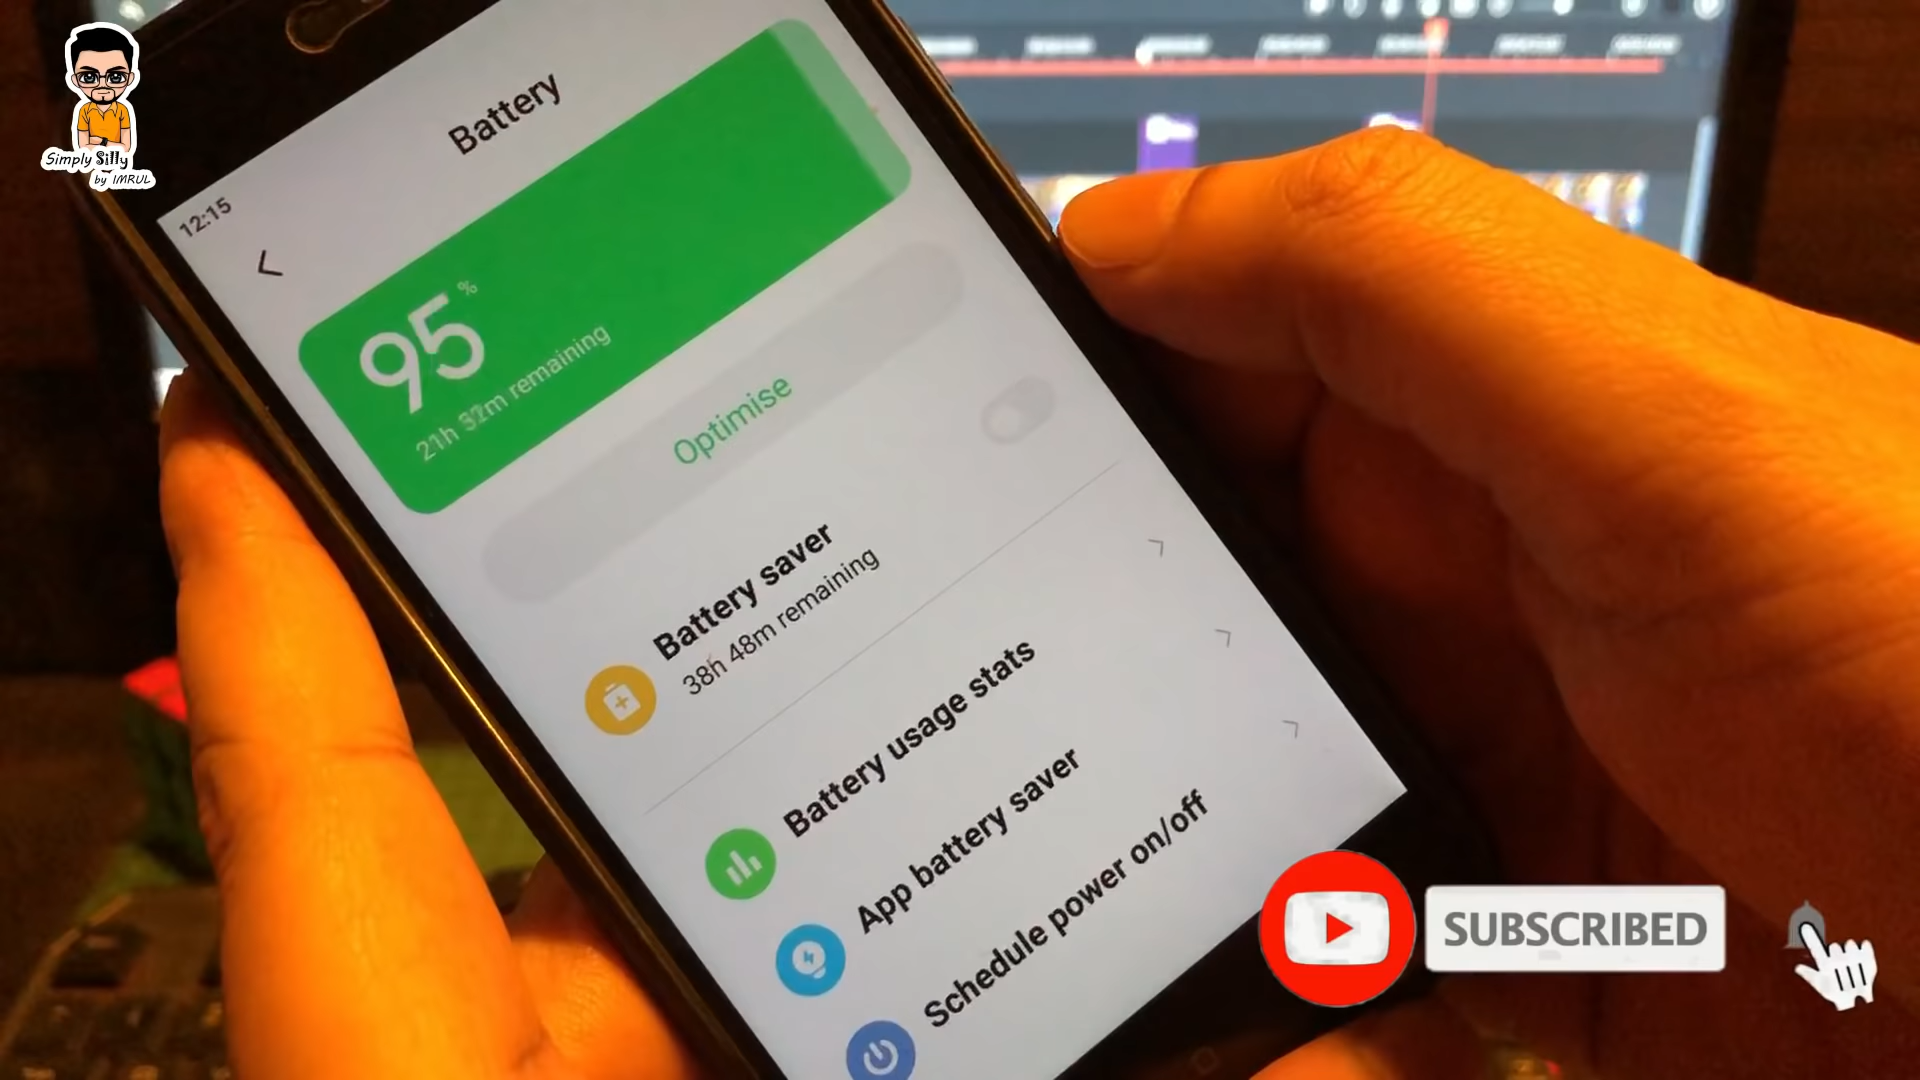 Simply Silly
by IMRUL
12:15
Battery
95%
21h 32m remaining
Optimise
Battery saver
38h 48m remaining
Battery usage stats
App battery saver
Schedule power on/off
SUBSCRIBED